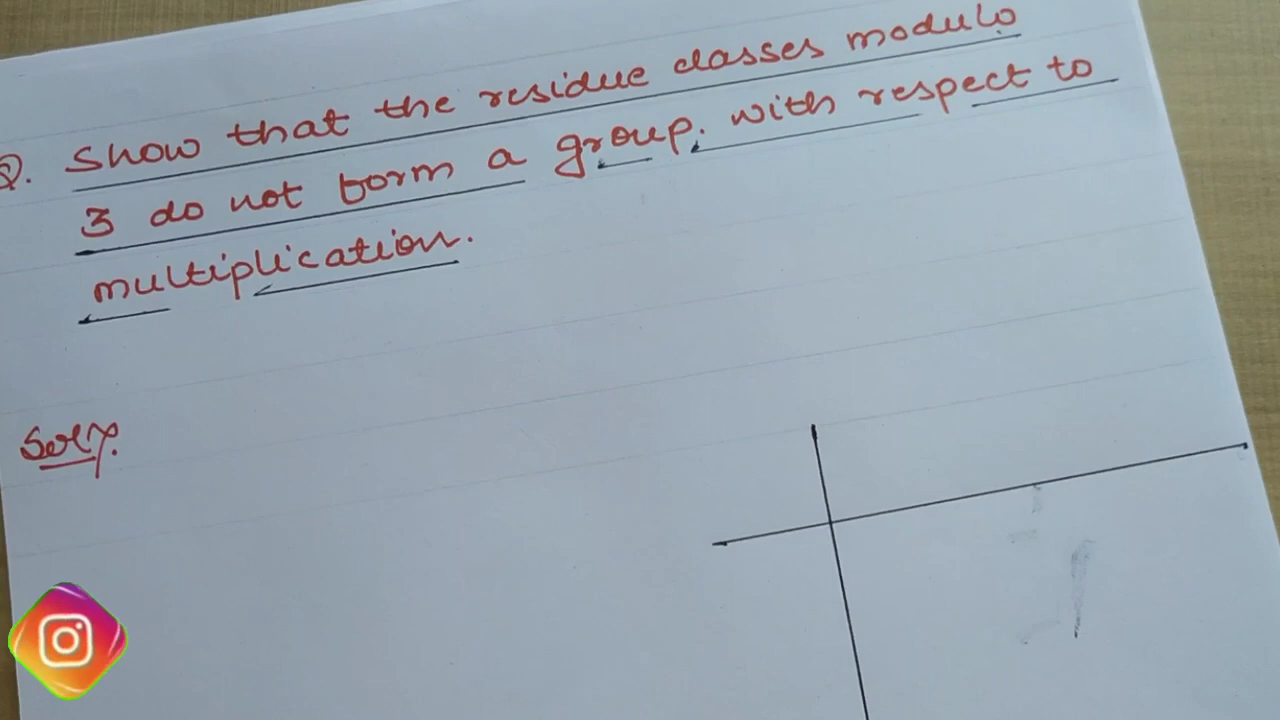 Q. Show that the residue classes modulo
3 do not form a group. with respect to
multiplication.
Soln.